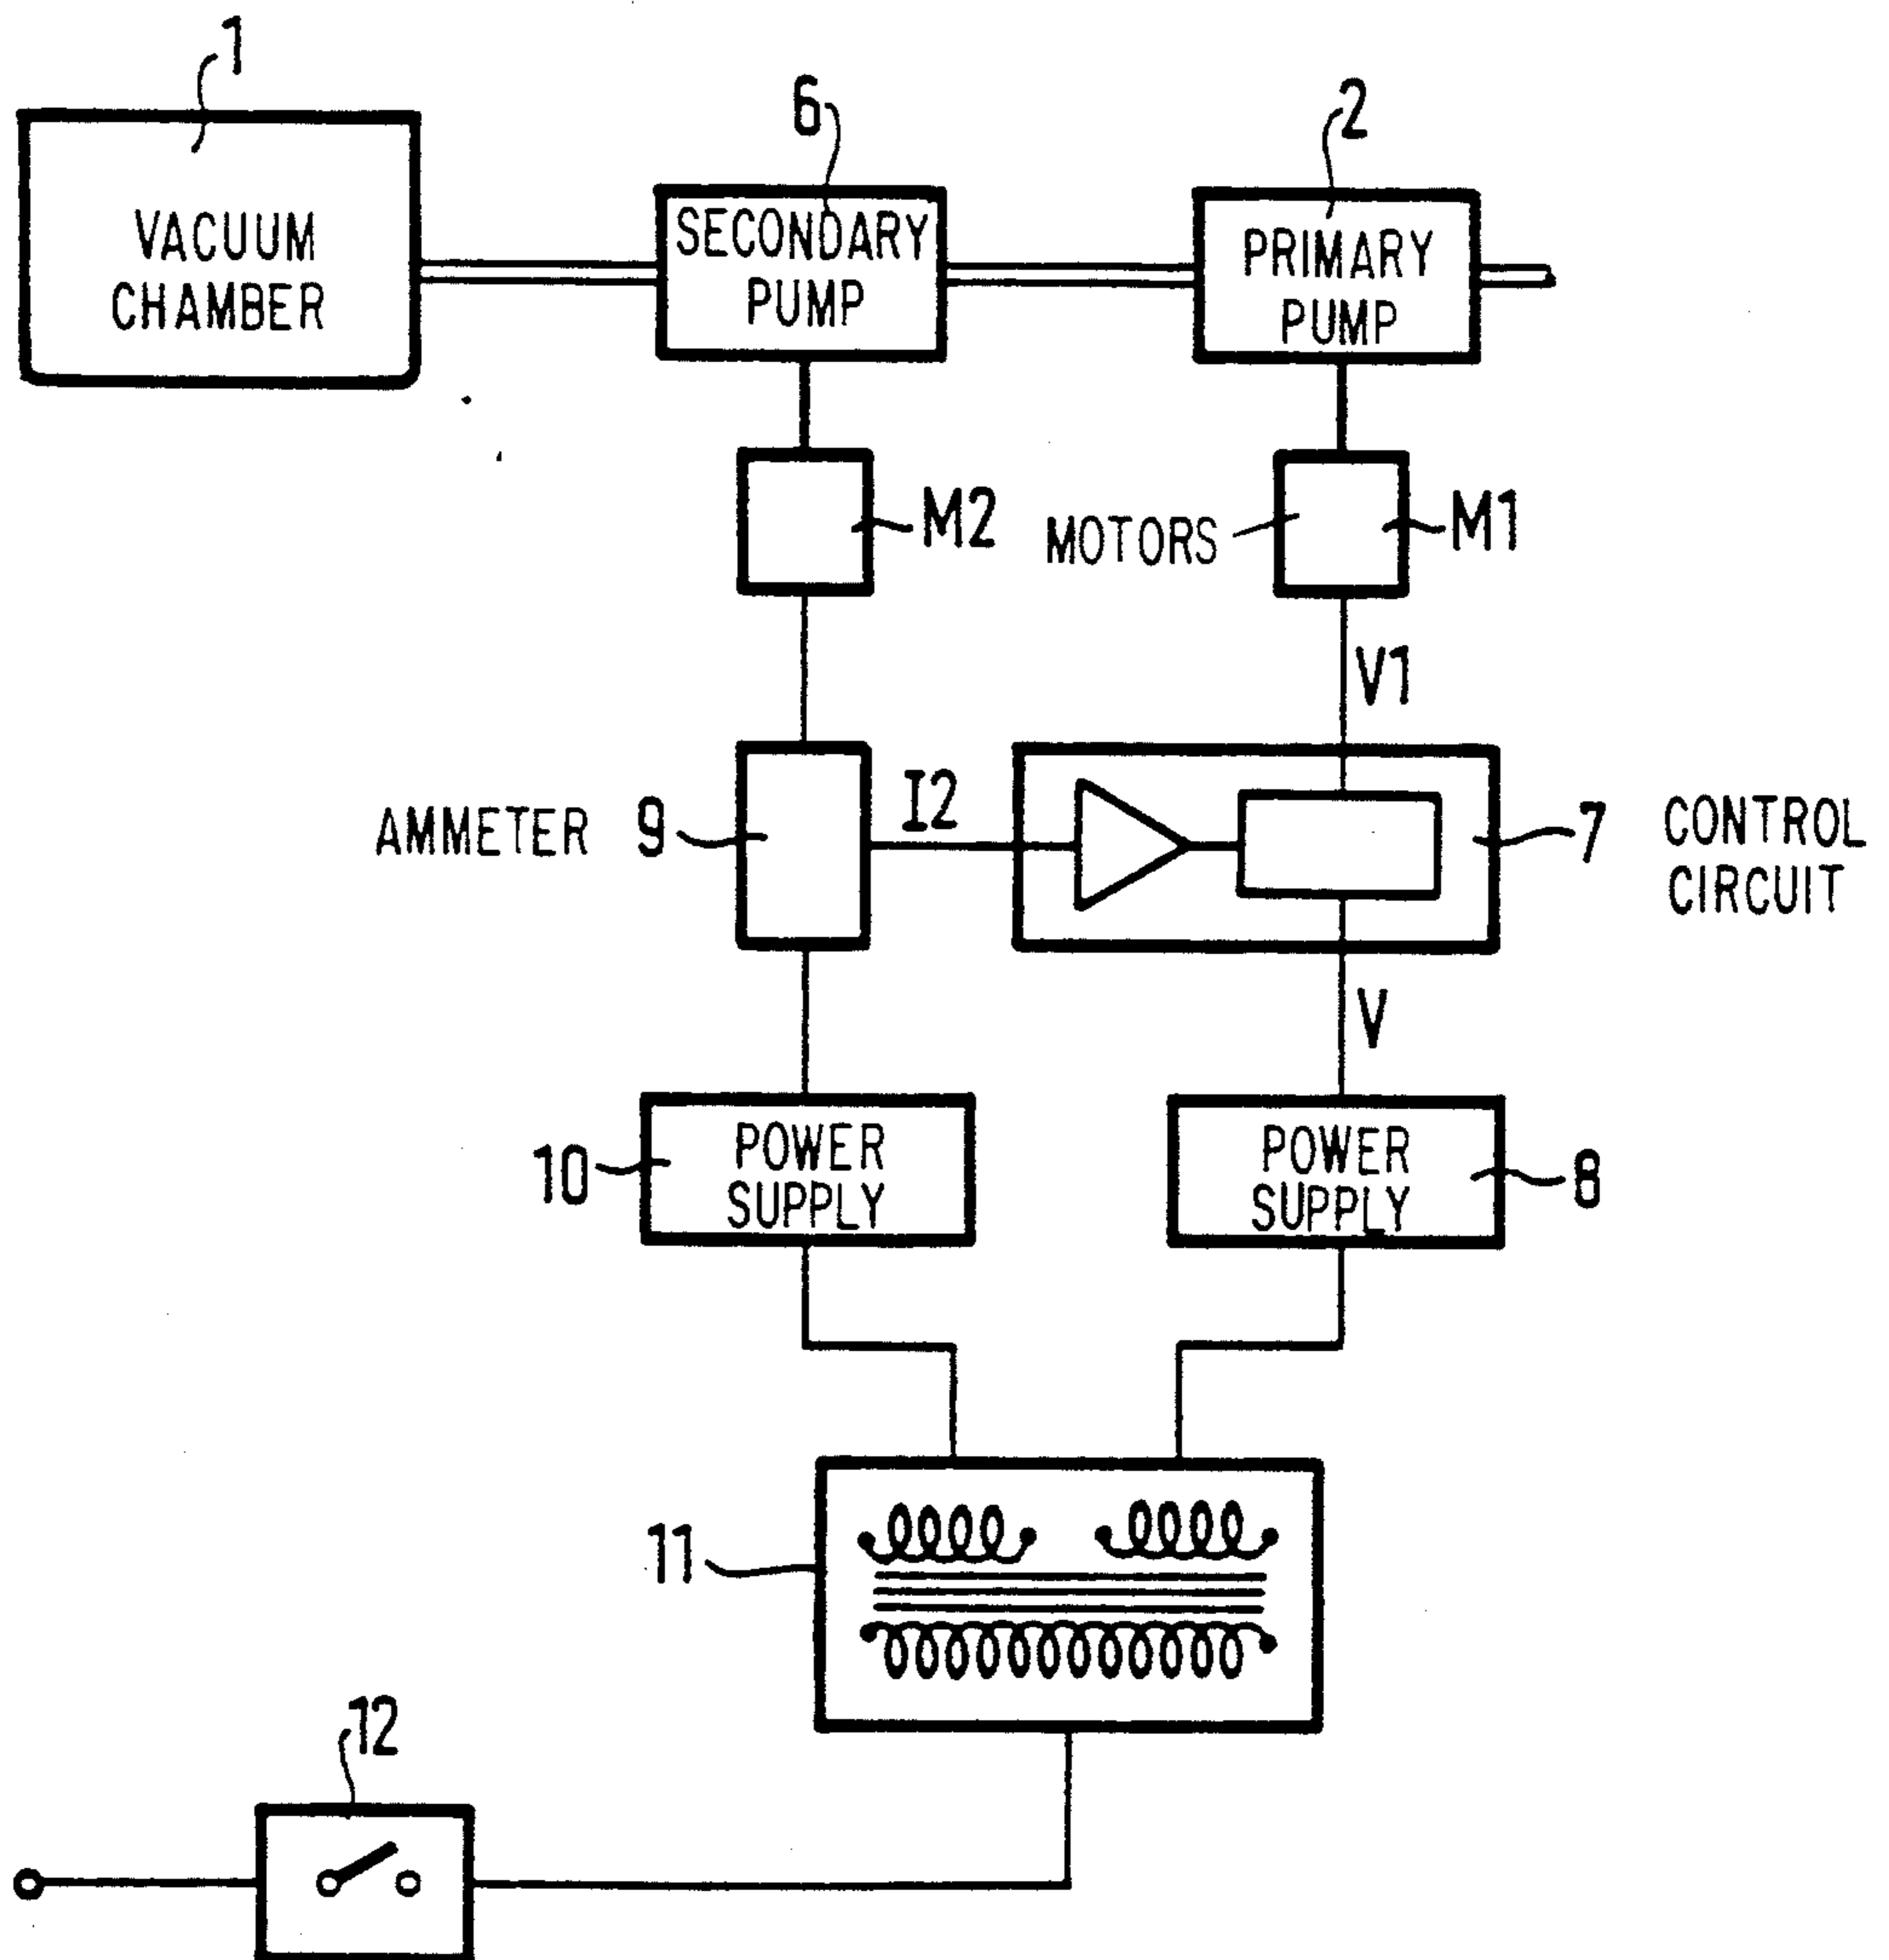 1
6
2
VACUUM
CHAMBER
SECONDARY
PUMP
PRIMARY
PUMP
M2
MOTORS
M1
V1
AMMETER
9
I2
7
CONTROL
CIRCUIT
V
10
POWER
SUPPLY
POWER
SUPPLY
8
11
12